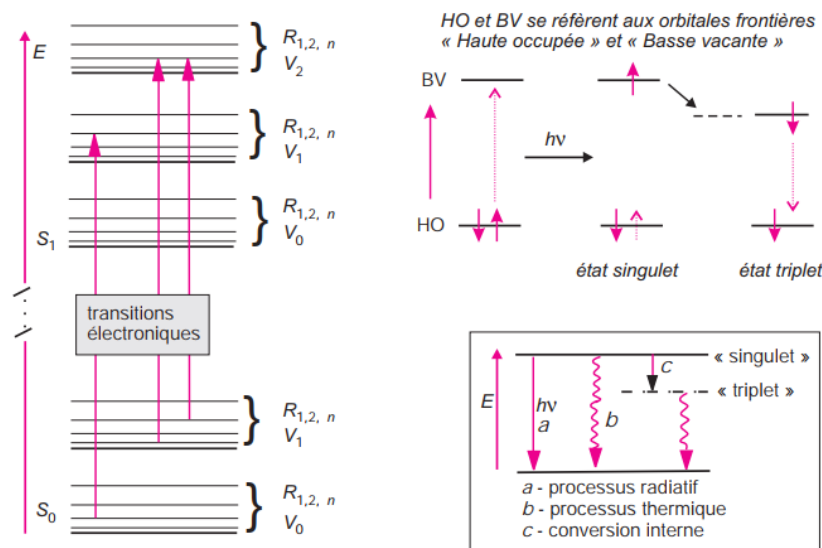 E
R1,2, n
V2
R1,2, n
V1
R1,2, n
V0
S1
transitions
électroniques
R1,2, n
V1
R1,2, n
V0
S0
HO et BV se réfèrent aux orbitales frontières
« Haute occupée » et « Basse vacante »
BV
hν
HO
état singulet
état triplet
« singulet »
c
« triplet »
E
hν
a
b
a - processus radiatif
b - processus thermique
c - conversion interne